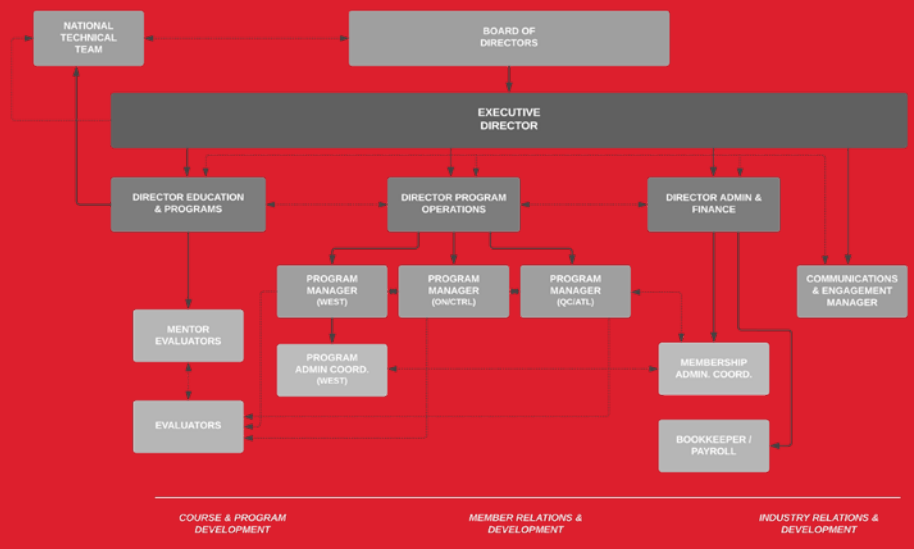 NATIONAL
TECHNICAL
TEAM
BOARD OF
DIRECTORS
EXECUTIVE
DIRECTOR
DIRECTOR EDUCATION
& PROGRAMS
DIRECTOR PROGRAM
OPERATIONS
DIRECTOR ADMIN &
FINANCE
PROGRAM
MANAGER
(WEST)
PROGRAM
MANAGER
(ON/CTRL)
PROGRAM
MANAGER
(QC/ATL)
COMMUNICATIONS
& ENGAGEMENT
MANAGER
MENTOR
EVALUATORS
PROGRAM
ADMIN COORD.
(WEST)
MEMBERSHIP
ADMIN. COORD.
EVALUATORS
BOOKKEEPER /
PAYROLL
COURSE & PROGRAM
DEVELOPMENT
MEMBER RELATIONS &
DEVELOPMENT
INDUSTRY RELATIONS &
DEVELOPMENT